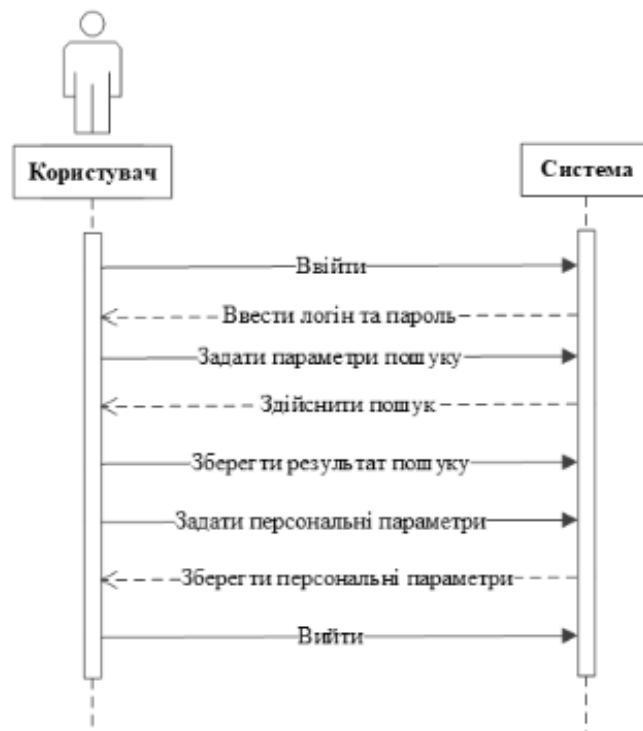 Користувач
Система
Ввійти
Ввести логін та пароль
Задати параметри пошуку
Здійснити пошук
Зберегти результат пошуку
Задати персональні параметри
Зберегти персональні параметри
Вийти